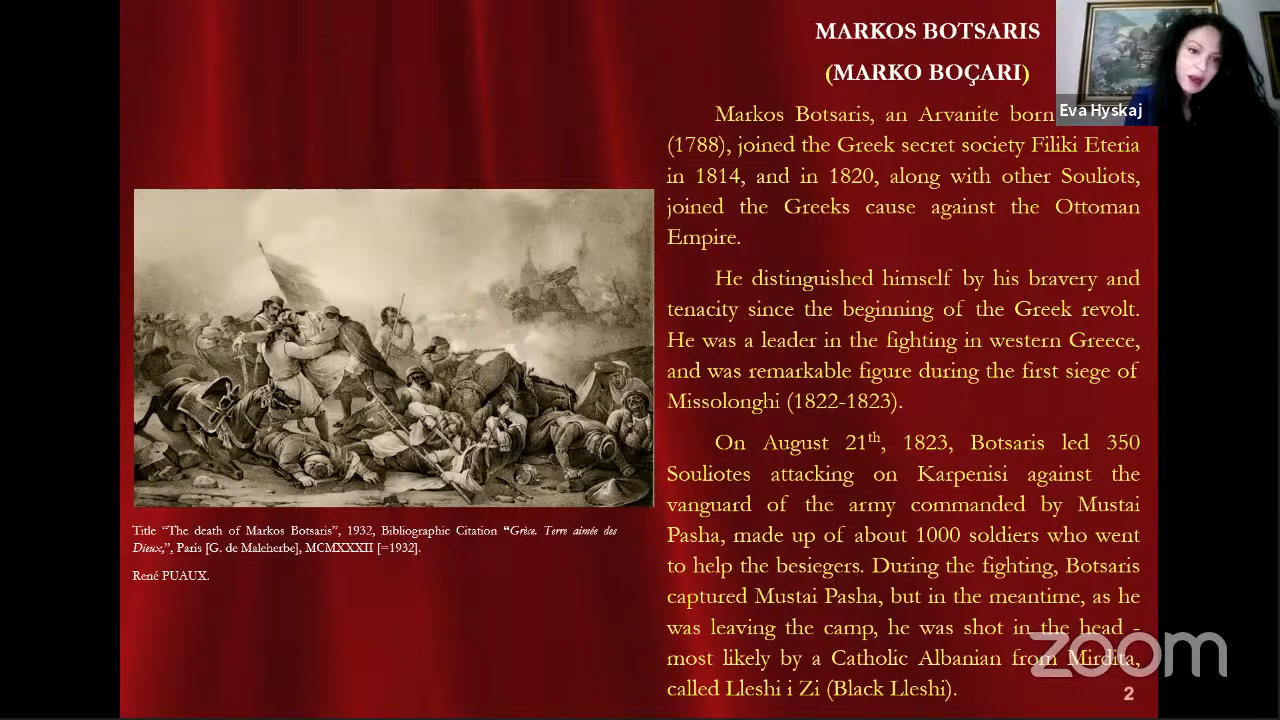 MARKOS BOTSARIS
(MARKO BOÇARI)
Eva Hyskaj
Markos Botsaris, an Arvanite born
(1788), joined the Greek secret society Filiki Eteria
in 1814, and in 1820, along with other Souliots,
joined the Greeks cause against the Ottoman
Empire.
He distinguished himself by his bravery and
tenacity since the beginning of the Greek revolt.
He was a leader in the fighting in western Greece,
and was remarkable figure during the first siege of
Missolonghi (1822-1823).
On August 21th, 1823, Botsaris led 350
Souliotes attacking on Karpenisi against the
vanguard of the army commanded by Mustai
Pasha, made up of about 1000 soldiers who went
to help the besiegers. During the fighting, Botsaris
captured Mustai Pasha, but in the meantime, as he
was leaving the camp, he was shot in the head -
most likely by a Catholic Albanian from Mirdita,
called Lleshi i Zi (Black Lleshi).
Title “The death of Markos Botsaris”, 1932, Bibliographic Citation “Grèce. Terre aimée des
Dieux,”, Paris [G. de Maleherbe], MCMXXXII [=1932].
René PUAUX.
zoom
2